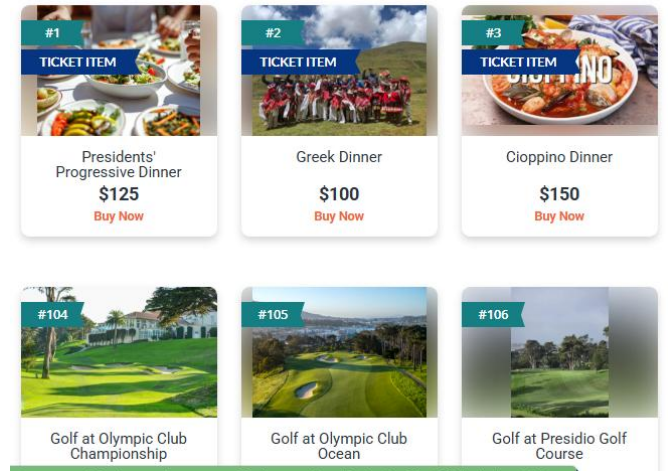 #1
TICKET ITEM
Presidents'
Progressive Dinner
$125
Buy Now
#2
TICKET ITEM
Greek Dinner
$100
Buy Now
#3
TICKET ITEM
CIOPPINO
Cioppino Dinner
$150
Buy Now
#104
Golf at Olympic Club
Championship
#105
Golf at Olympic Club
Ocean
#106
Golf at Presidio Golf
Course